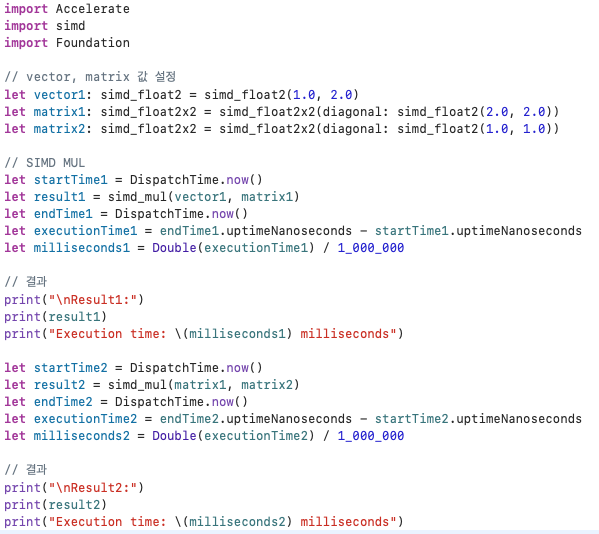 import Accelerate
import simd
import Foundation

// vector, matrix 값 설정
let vector1: simd_float2 = simd_float2(1.0, 2.0)
let matrix1: simd_float2x2 = simd_float2x2(diagonal: simd_float2(2.0, 2.0))
let matrix2: simd_float2x2 = simd_float2x2(diagonal: simd_float2(1.0, 1.0))

// SIMD MUL
let startTime1 = DispatchTime.now()
let result1 = simd_mul(vector1, matrix1)
let endTime1 = DispatchTime.now()
let executionTime1 = endTime1.uptimeNanoseconds - startTime1.uptimeNanoseconds
let milliseconds1 = Double(executionTime1) / 1_000_000

// 결과
print("\nResult1:")
print(result1)
print("Execution time: \(milliseconds1) milliseconds")

let startTime2 = DispatchTime.now()
let result2 = simd_mul(matrix1, matrix2)
let endTime2 = DispatchTime.now()
let executionTime2 = endTime2.uptimeNanoseconds - startTime2.uptimeNanoseconds
let milliseconds2 = Double(executionTime2) / 1_000_000

// 결과
print("\nResult2:")
print(result2)
print("Execution time: \(milliseconds2) milliseconds")